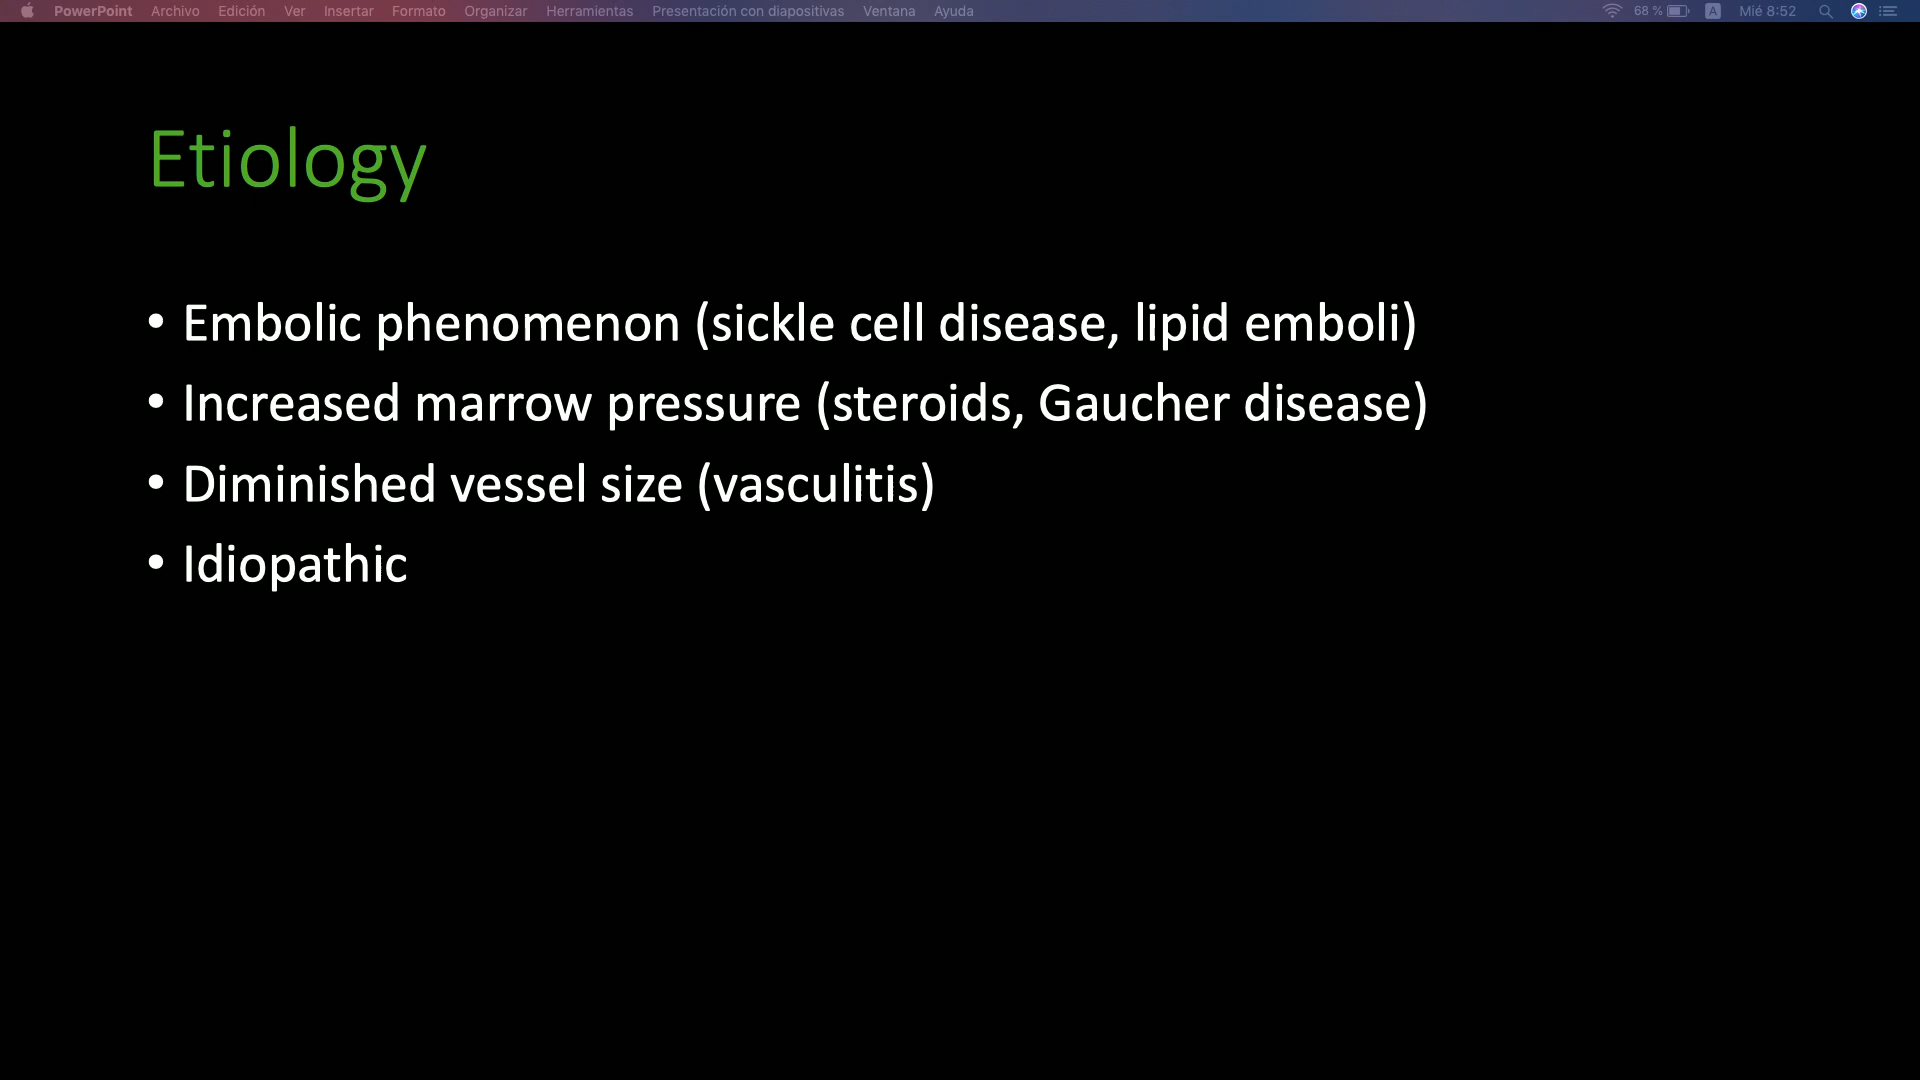 PowerPoint Archivo Edición Ver Insertar Formato Organizar Herramientas Presentación con diapositivas Ventana Ayuda 68 % A Mié 8:52
Etiology
• Embolic phenomenon (sickle cell disease, lipid emboli)
• Increased marrow pressure (steroids, Gaucher disease)
• Diminished vessel size (vasculitis)
• Idiopathic